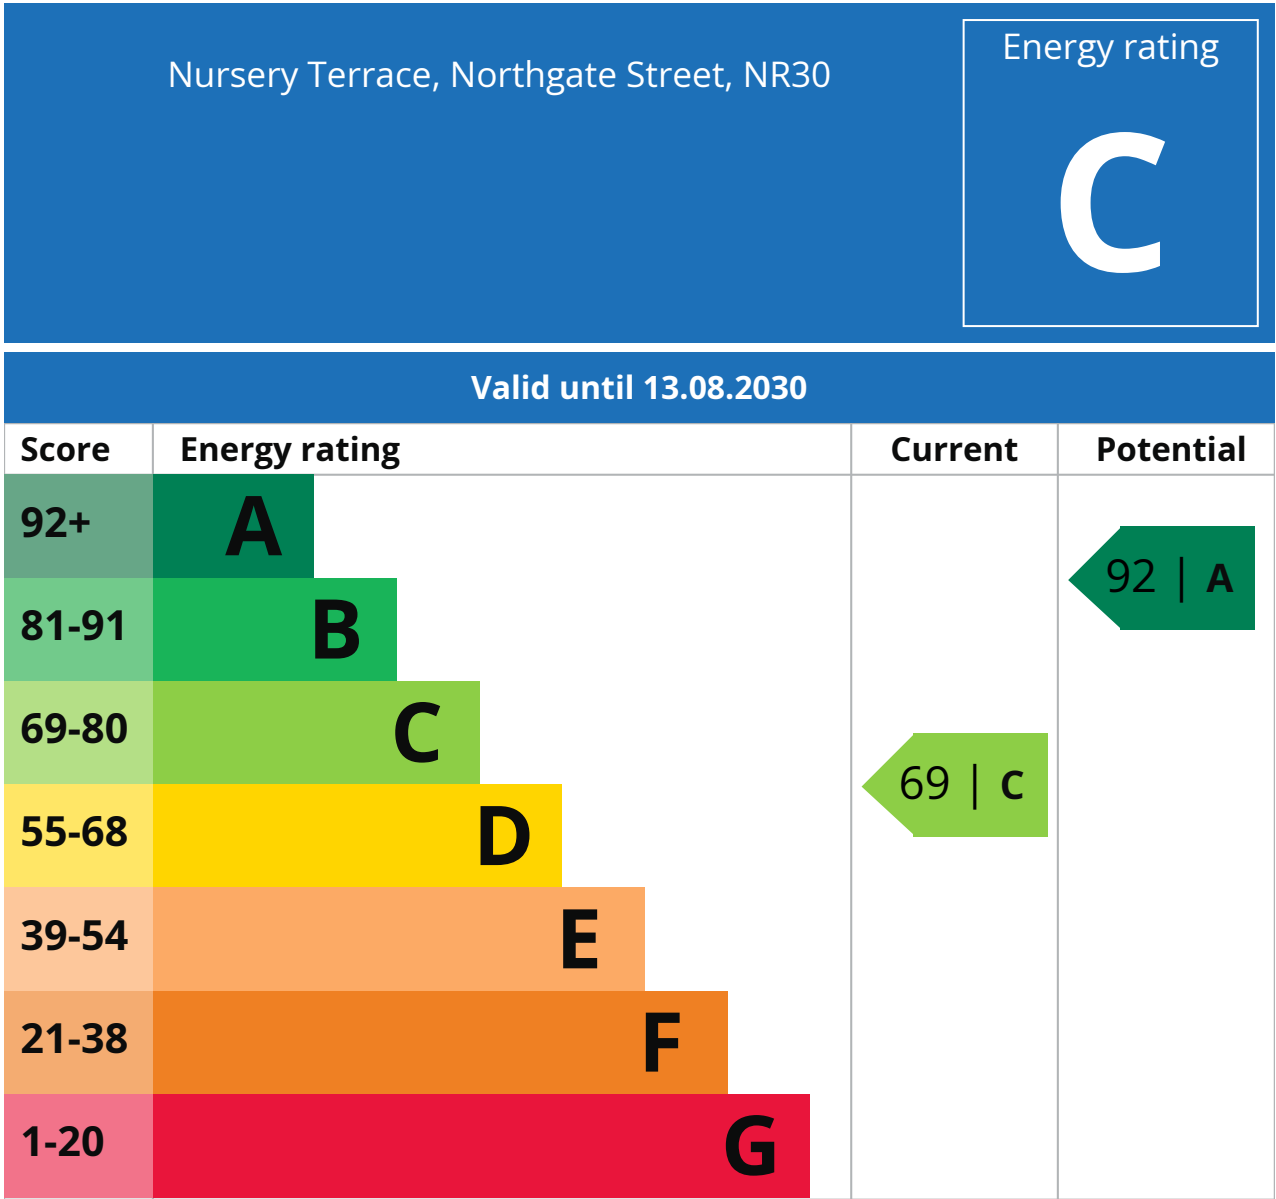 Nursery Terrace, Northgate Street, NR30
Energy rating
C
Valid until 13.08.2030
Score Energy rating Current Potential
92+ A
92 | A
81-91 B
69-80 C
69 | C
55-68 D
39-54 E
21-38 F
1-20 G